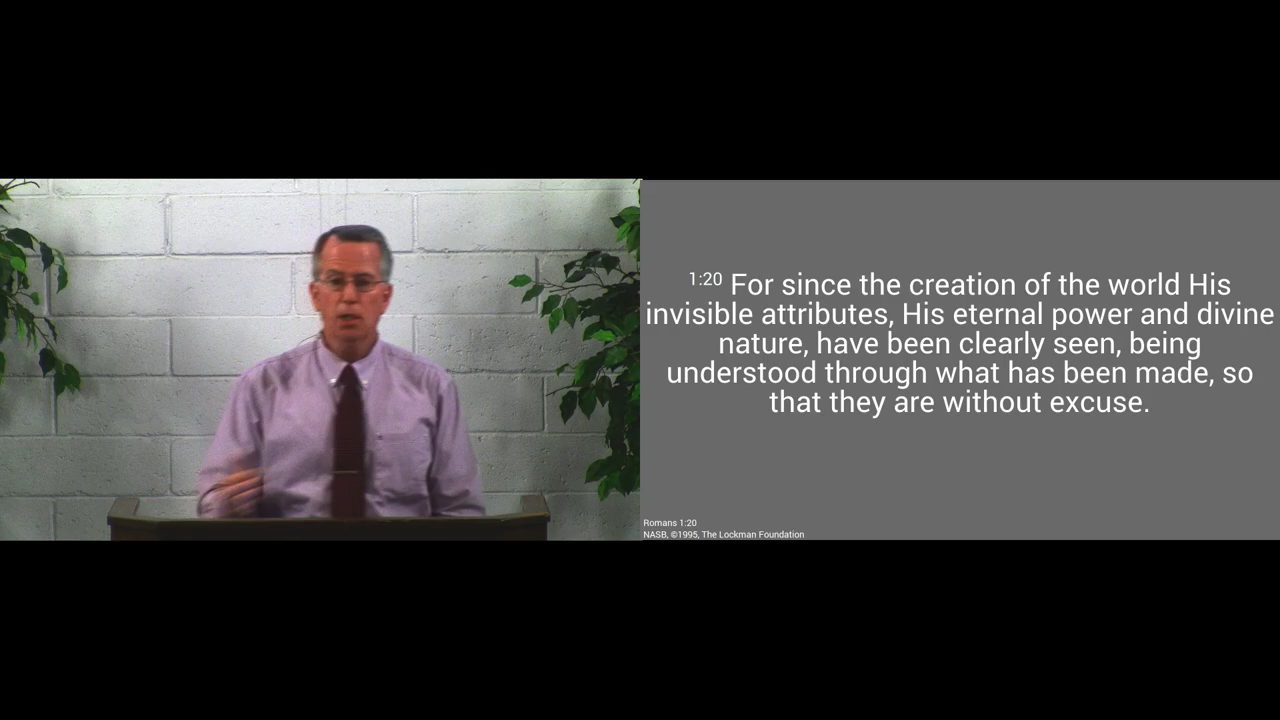 1:20 For since the creation of the world His
invisible attributes, His eternal power and divine
nature, have been clearly seen, being
understood through what has been made, so
that they are without excuse.
Romans 1:20
NASB, ©1995, The Lockman Foundation